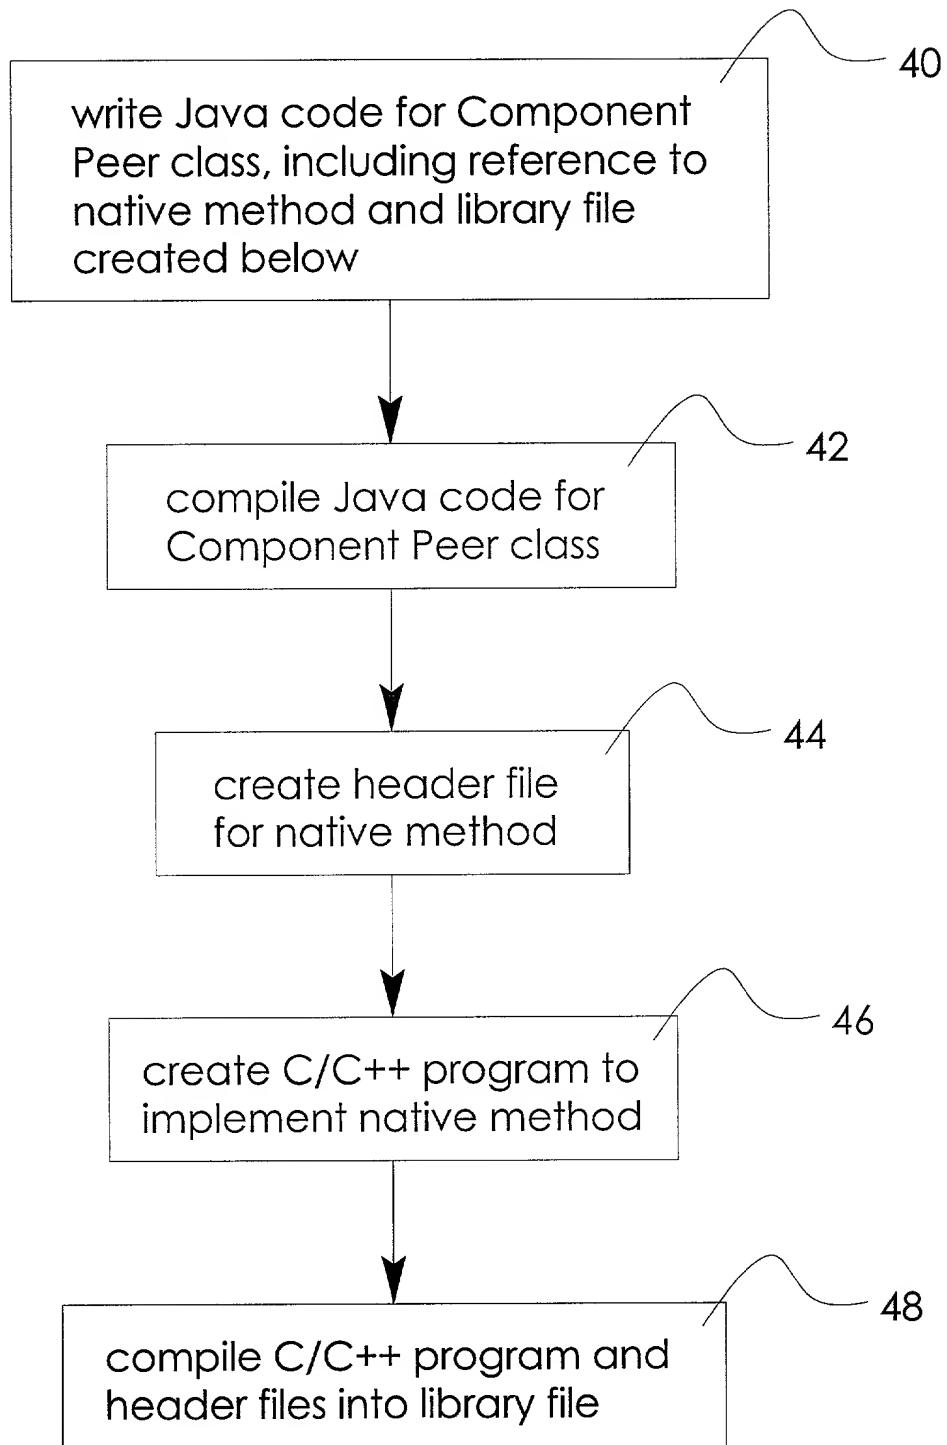 40
write Java code for Component
Peer class, including reference to
native method and library file
created below
42
compile Java code for
Component Peer class
44
create header file
for native method
46
create C/C++ program to
implement native method
48
compile C/C++ program and
header files into library file